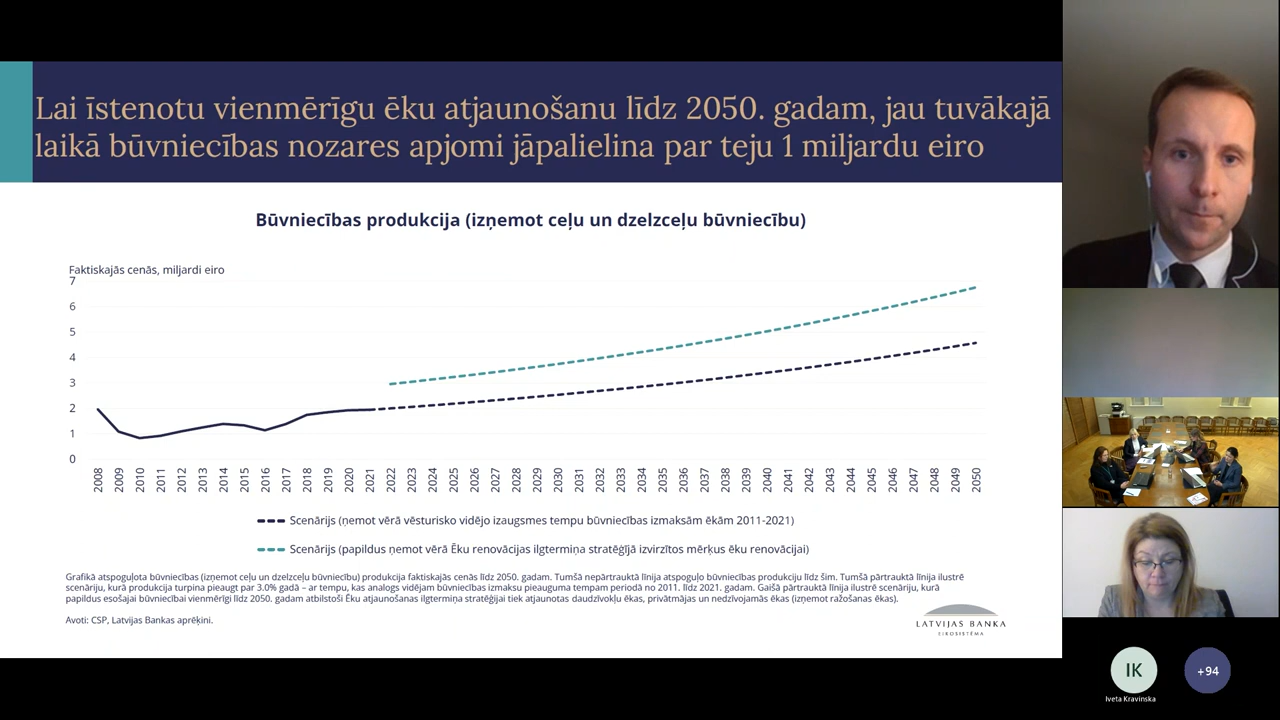 Lai īstenotu vienmērīgu ēku atjaunošanu līdz 2050. gadam, jau tuvākajā
laikā būvniecības nozares apjomi jāpalielina par teju 1 miljardu eiro
Būvniecības produkcija (izņemot ceļu un dzelzceļu būvniecību)
Faktiskajās cenās, miljardi eiro
7
6
5
4
3
2
1
0
2008 2009 2010 2011 2012 2013 2014 2015 2016 2017 2018 2019 2020 2021 2022 2023 2024 2025 2026 2027 2028 2029 2030 2031 2032 2033 2034 2035 2036 2037 2038 2039 2040 2041 2042 2043 2044 2045 2046 2047 2048 2049 2050
Scenārijs (ņemot vērā vēsturisko vidējo izaugsmes tempu būvniecības izmaksām ēkām 2011-2021)
Scenārijs (papildus ņemot vērā Ēku renovācijas ilgtermiņa stratēģijā izvirzītos mērķus ēku renovācijai)
Grafikā atspoguļota būvniecības (izņemot ceļu un dzelzceļu būvniecību) produkcija faktiskajās cenās līdz 2050. gadam. Tumšā nepārtrauktā līnija atspoguļo būvniecības produkciju līdz šim. Tumšā pārtrauktā līnija ilustrē
scenāriju, kurā produkcija turpina pieaugt par 3.0% gadā – ar tempu, kas analogs vidējam būvniecības izmaksu pieauguma tempam periodā no 2011. līdz 2021. gadam. Gaišā pārtrauktā līnija ilustrē scenāriju, kurā
papildus esošajai būvniecībai vienmērīgi līdz 2050. gadam atbilstoši Ēku atjaunošanas ilgtermiņa stratēģijai tiek atjaunotas daudzdzīvokļu ēkas, privātmājas un nedzīvojamās ēkas (izņemot ražošanas ēkas).
Avoti: CSP, Latvijas Bankas aprēķini.
LATVIJAS BANKA
EIROSISTĒMA
IK
+94
Iveta Kravinska